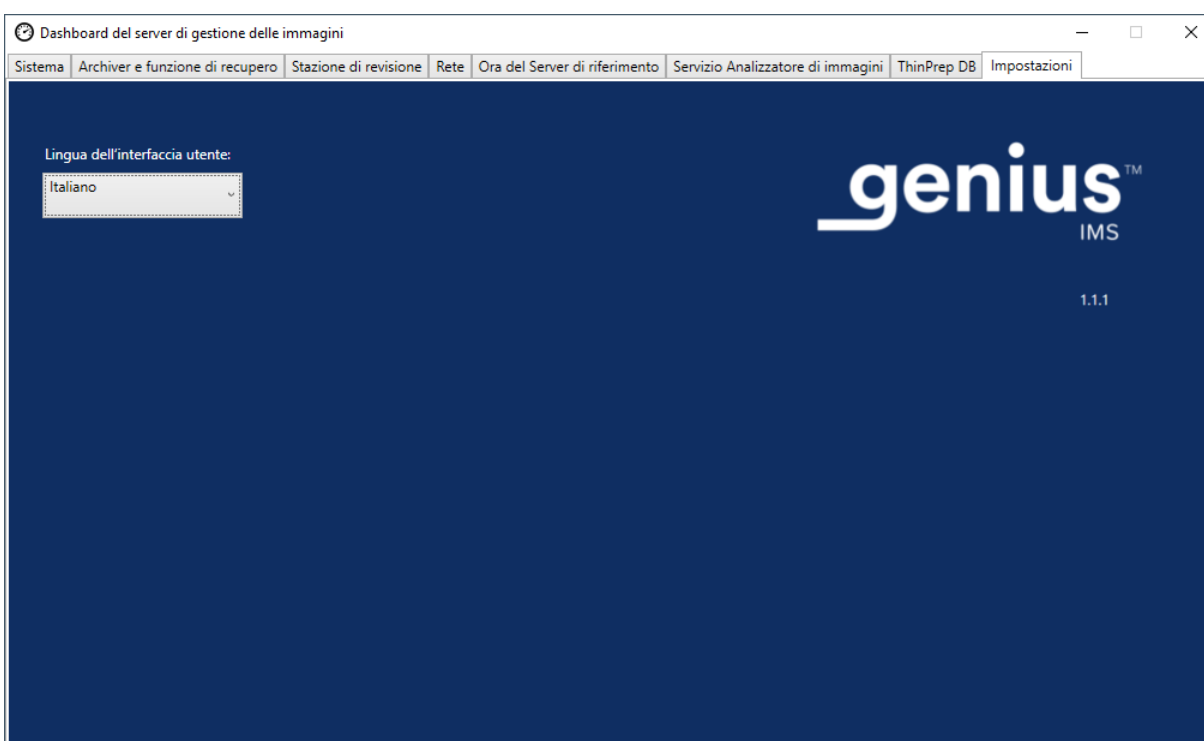 Dashboard del server di gestione delle immagini
Sistema Archiver e funzione di recupero Stazione di revisione Rete Ora del Server di riferimento Servizio Analizzatore di immagini ThinPrep DB Impostazioni
Lingua dell'interfaccia utente:
Italiano
genius™
IMS
1.1.1